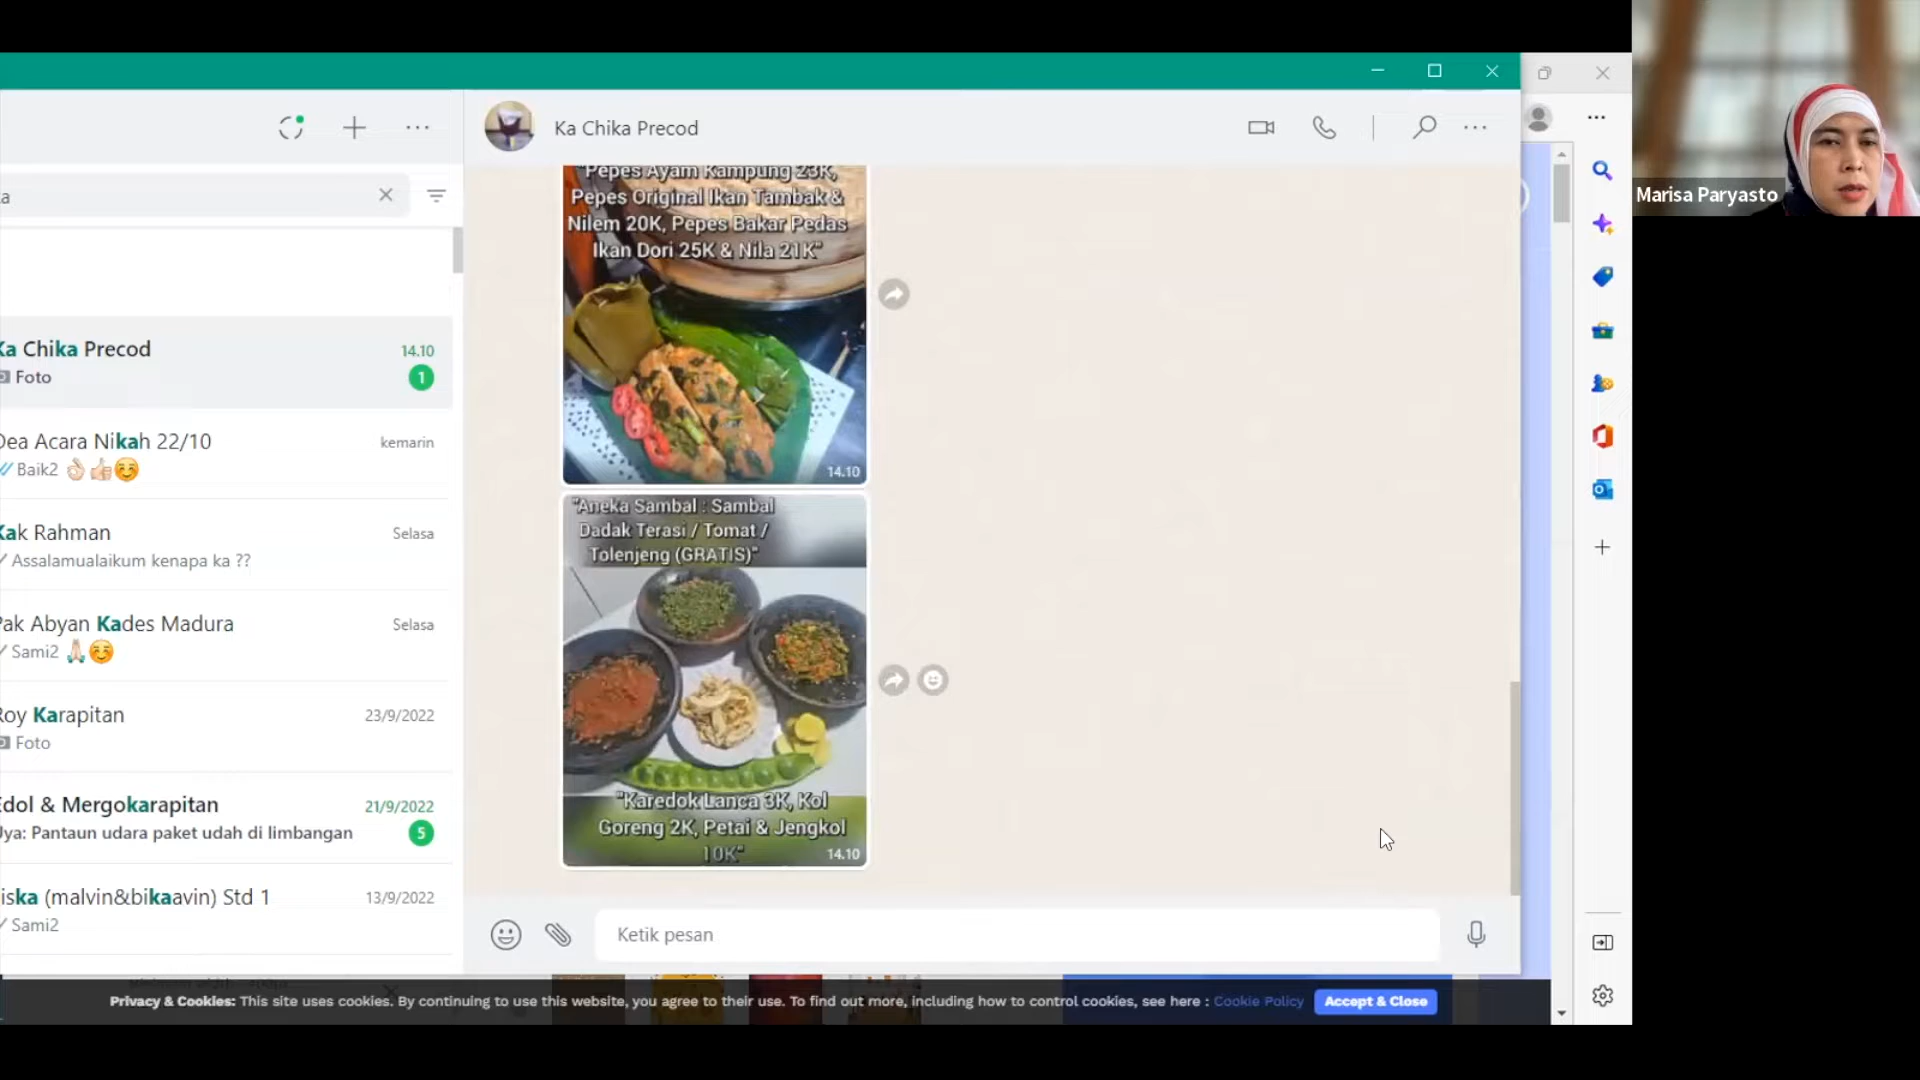 Ka Chika Precod
a
Ka Chika Precod
14.10
Foto
1
Dea Acara Nikah 22/10
kemarin
Baik2 👌🏻👍🏻☺️
Kak Rahman
Selasa
Assalamualaikum kenapa ka ??
Pak Abyan Kades Madura
Selasa
Sami2 🙏🏻☺️
Roy Karapitan
23/9/2022
Foto
Edol & Mergokarapitan
21/9/2022
Uya: Pantaun udara paket udah di limbangan
5
iska (malvin&bikaavin) Std 1
13/9/2022
Sami2
"Pepes Ayam Kampung 23K,
Pepes Original Ikan Tambak &
Nilem 20K, Pepes Bakar Pedas
Ikan Dori 25K & Nila 21K"
14.10
"Aneka Sambal : Sambal
Dadak Terasi / Tomat /
Tolenjeng (GRATIS)"
"Karedok Lanca 3K, Kol
Goreng 2K, Petai & Jengkol
10K"
14.10
Ketik pesan
Privacy & Cookies: This site uses cookies. By continuing to use this website, you agree to their use. To find out more, including how to control cookies, see here : Cookie Policy
Accept & Close
Marisa Paryasto